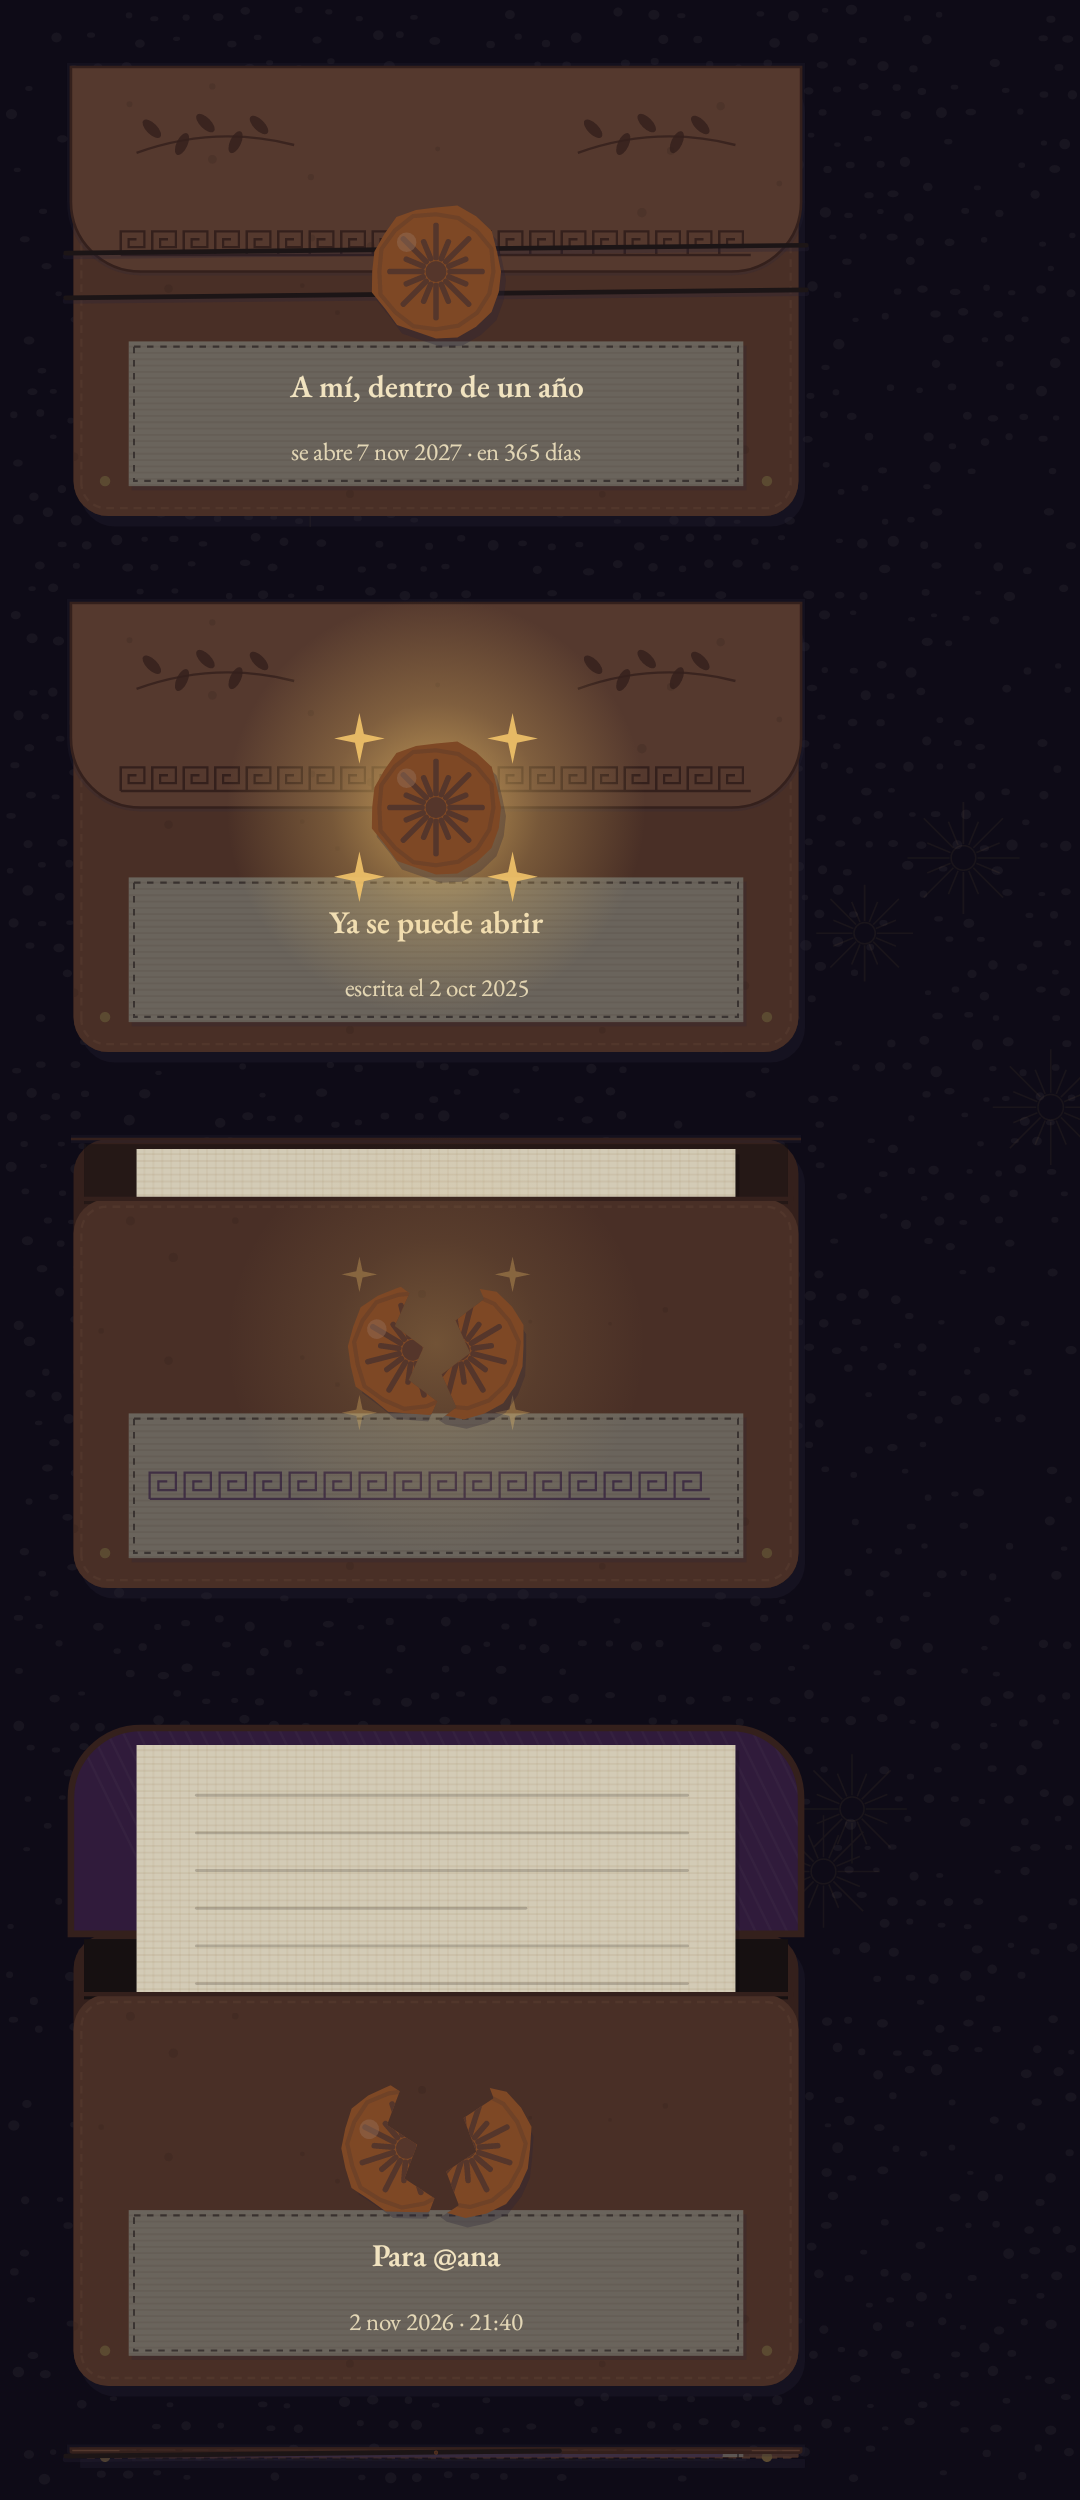 A mí, dentro de un año
se abre 7 nov 2027 · en 365 días
Ya se puede abrir
escrita el 2 oct 2025
Para @ana
2 nov 2026 · 21:40